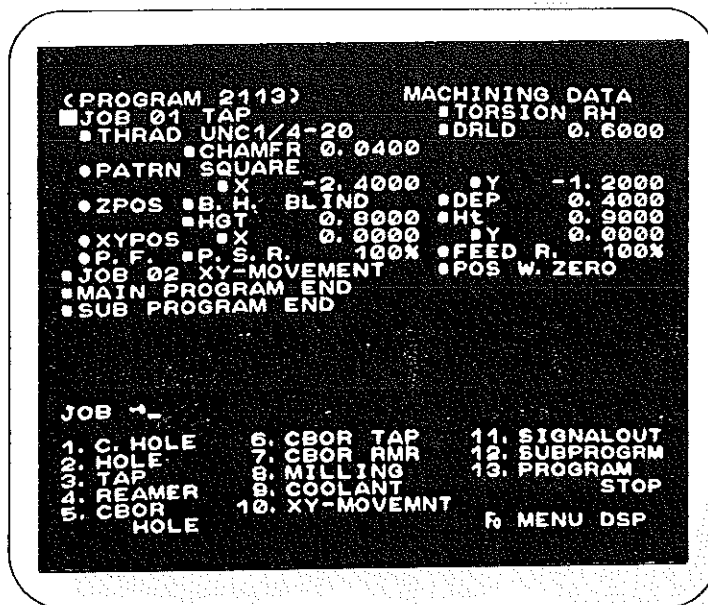 (PROGRAM 2113) MACHINING DATA
JOB 01 TAP TORSION RH
THRAD UNC1/4-20 DRLD 0.6000
CHAMFR 0.0400
PATRN SQUARE
X -2.4000 Y -1.2000
ZPOS B.H. BLIND DEP 0.4000
HGT 0.8000 Ht 0.9000
XYPOS X 0.0000 Y 0.0000
P.F. P.S.R. 100% FEED R. 100%
JOB 02 XY-MOVEMENT POS W.ZERO
MAIN PROGRAM END
SUB PROGRAM END
JOB →_
1. C. HOLE 6. CBOR TAP 11. SIGNALOUT
2. HOLE 7. CBOR RMR 12. SUBPROGRM
3. TAP 8. MILLING 13. PROGRAM
4. REAMER 9. COOLANT STOP
5. CBOR 10. XY-MOVEMNT
HOLE F0 MENU DSP